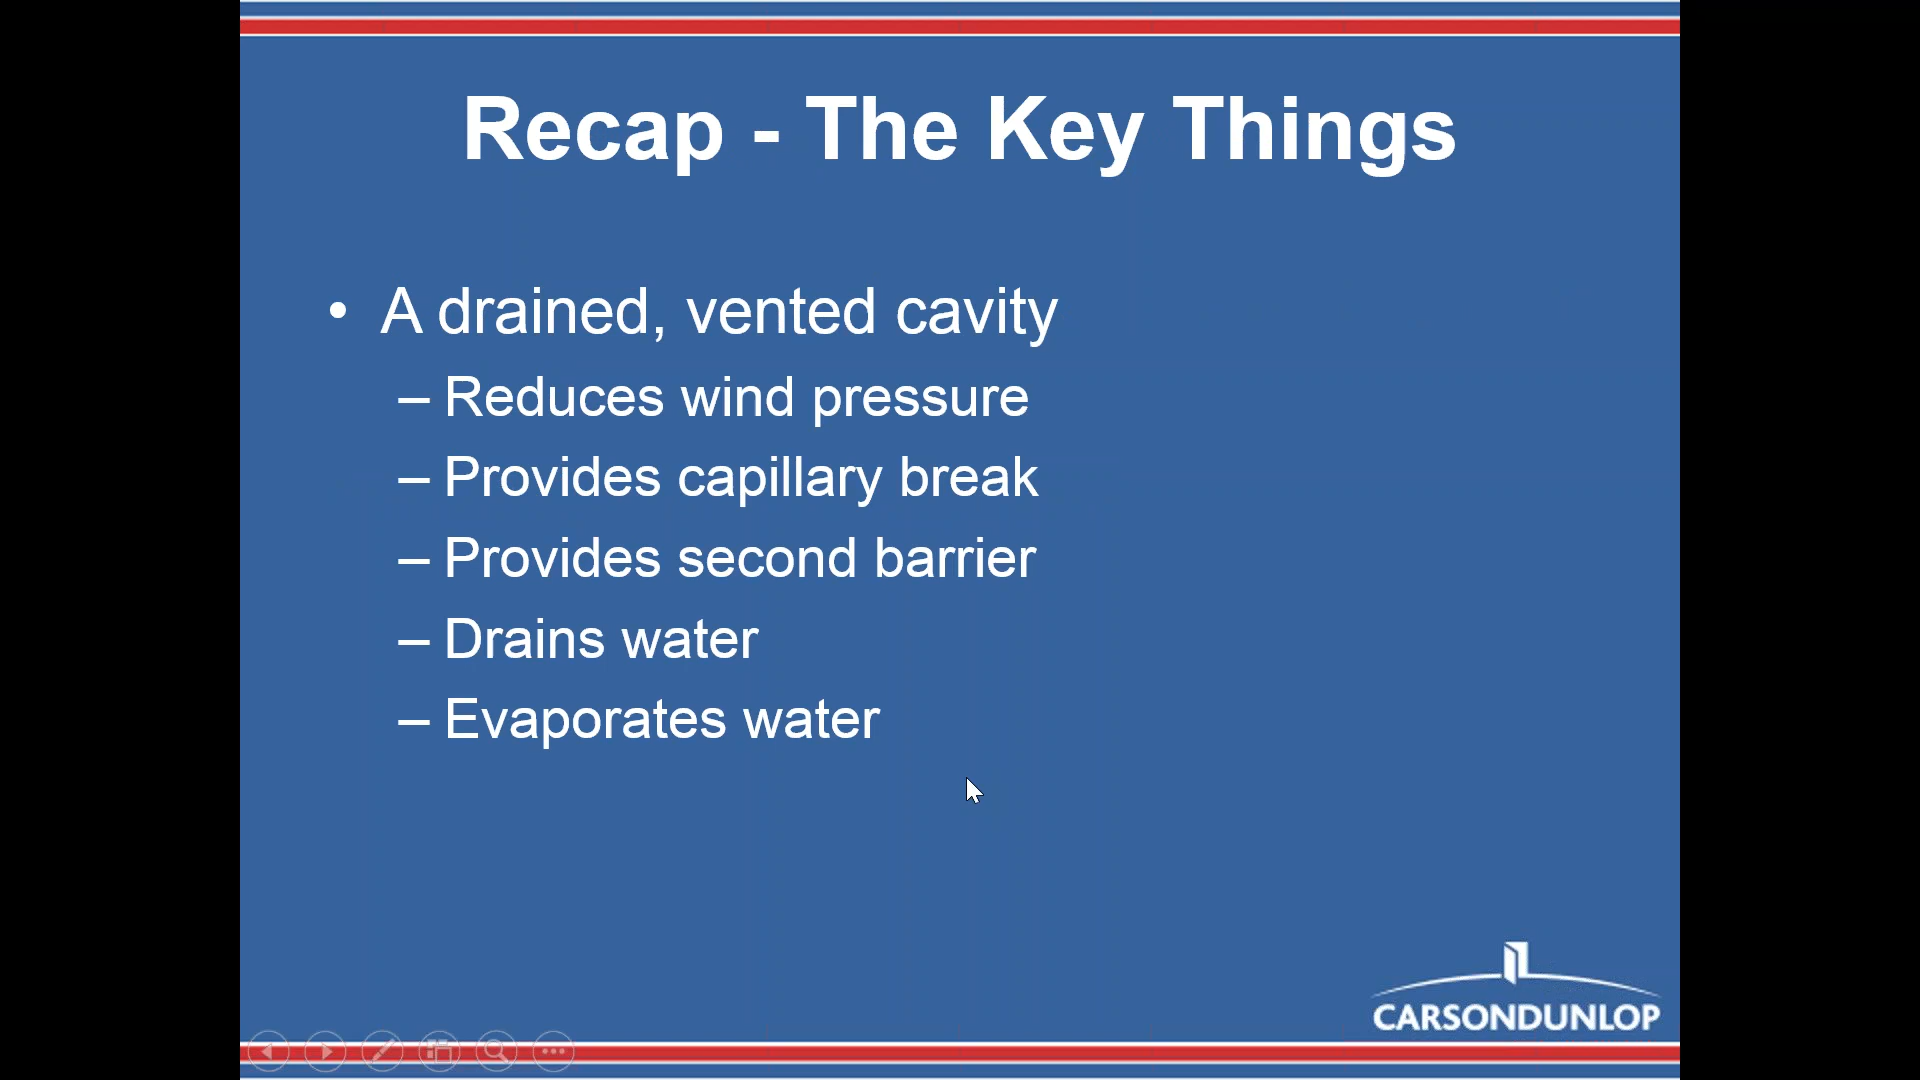 Recap - The Key Things
• A drained, vented cavity
– Reduces wind pressure
– Provides capillary break
– Provides second barrier
– Drains water
– Evaporates water
CARSONDUNLOP